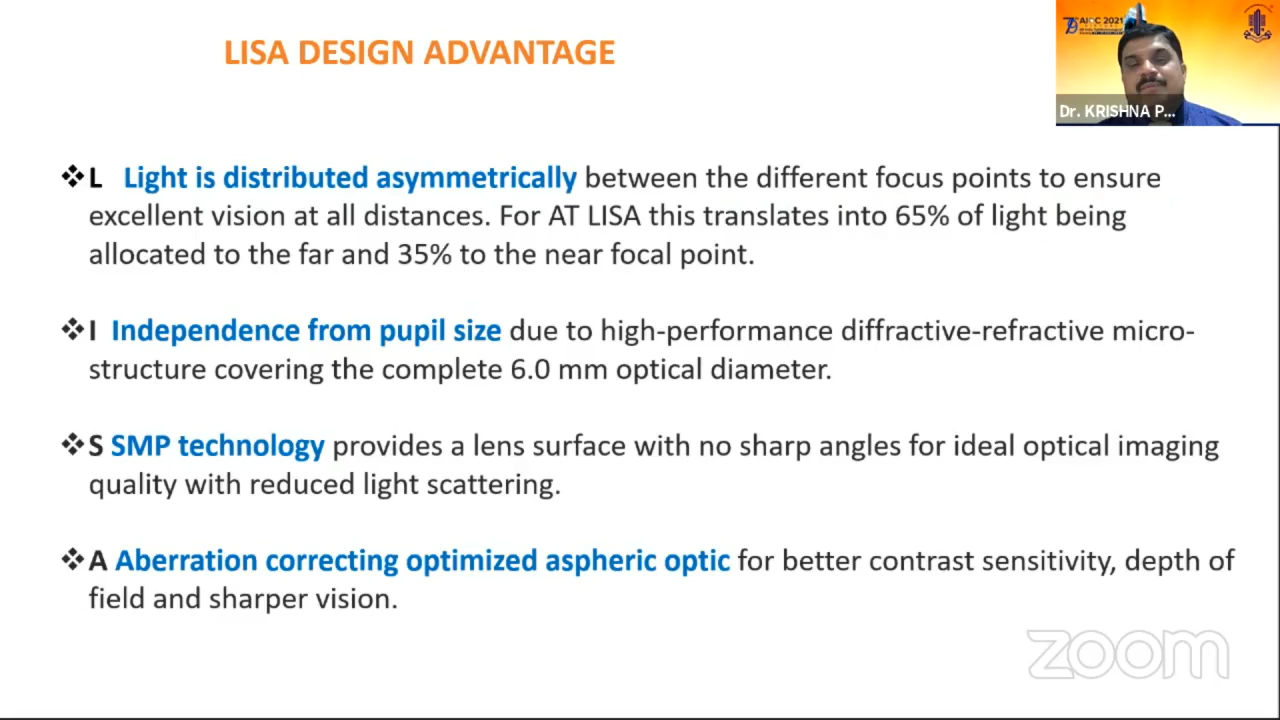 LISA DESIGN ADVANTAGE
AIOC 2021
Dr. KRISHNA P...
❖L Light is distributed asymmetrically between the different focus points to ensure
excellent vision at all distances. For AT LISA this translates into 65% of light being
allocated to the far and 35% to the near focal point.
❖I Independence from pupil size due to high-performance diffractive-refractive micro-
structure covering the complete 6.0 mm optical diameter.
❖S SMP technology provides a lens surface with no sharp angles for ideal optical imaging
quality with reduced light scattering.
❖A Aberration correcting optimized aspheric optic for better contrast sensitivity, depth of
field and sharper vision.
zoom